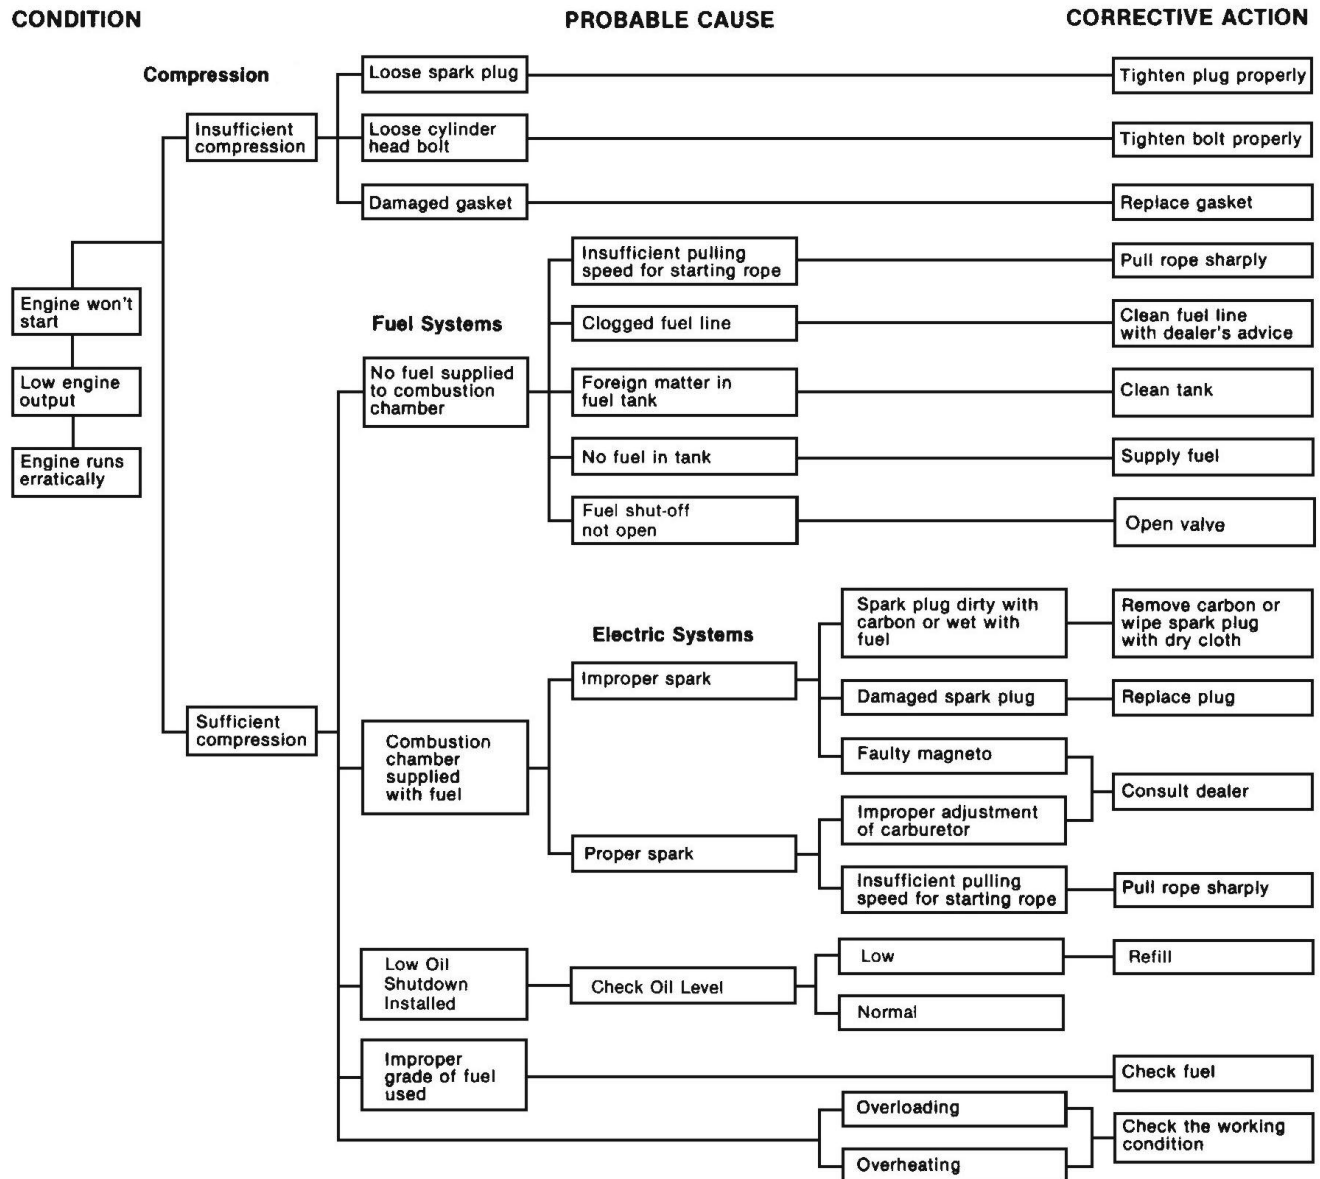 CONDITION
PROBABLE CAUSE
CORRECTIVE ACTION
Compression
Loose spark plug
Tighten plug properly
Insufficient
compression
Loose cylinder
head bolt
Tighten bolt properly
Damaged gasket
Replace gasket
Engine won't
start
Low engine
output
Engine runs
erratically
Fuel Systems
No fuel supplied
to combustion
chamber
Insufficient pulling
speed for starting rope
Pull rope sharply
Clogged fuel line
Clean fuel line
with dealer's advice
Foreign matter in
fuel tank
Clean tank
No fuel in tank
Supply fuel
Fuel shut-off
not open
Open valve
Sufficient
compression
Electric Systems
Combustion
chamber
supplied
with fuel
Improper spark
Spark plug dirty with
carbon or wet with
fuel
Remove carbon or
wipe spark plug
with dry cloth
Damaged spark plug
Replace plug
Faulty magneto
Consult dealer
Proper spark
Improper adjustment
of carburetor
Insufficient pulling
speed for starting rope
Pull rope sharply
Low Oil
Shutdown
Installed
Check Oil Level
Low
Refill
Normal
Improper
grade of fuel
used
Check fuel
Overloading
Check the working
condition
Overheating